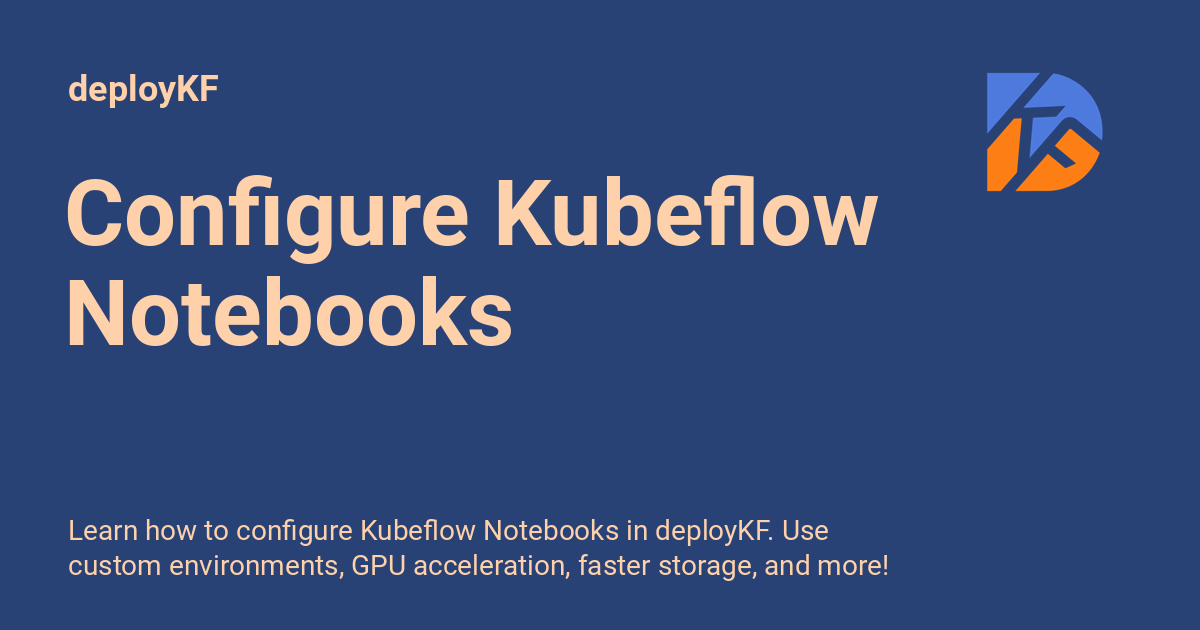 deployKF
Configure Kubeflow
Notebooks
Learn how to configure Kubeflow Notebooks in deployKF. Use
custom environments, GPU acceleration, faster storage, and more!